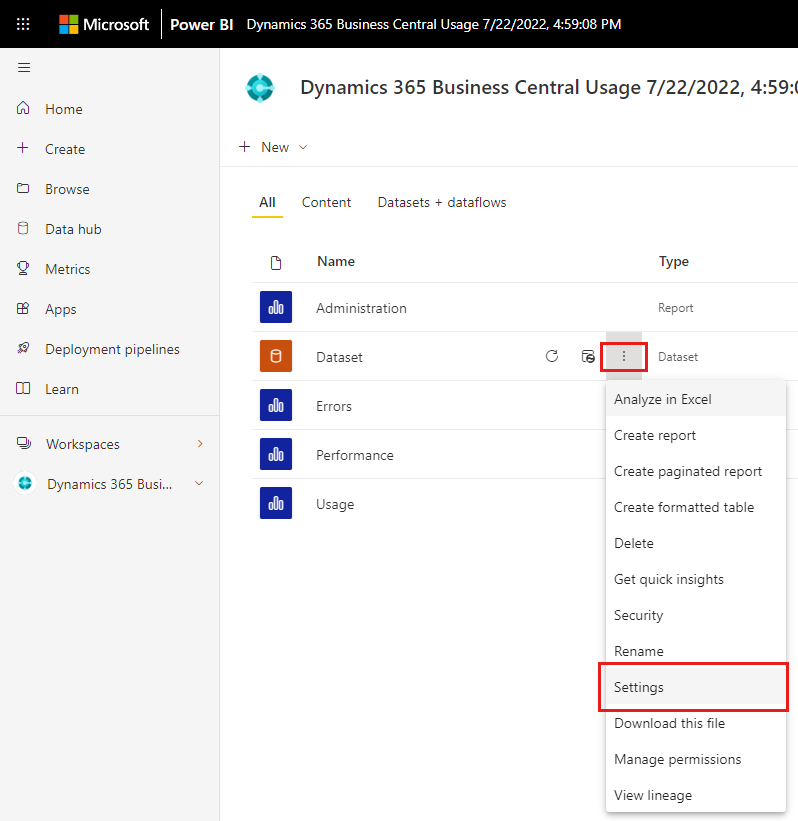 Microsoft Power BI Dynamics 365 Business Central Usage 7/22/2022, 4:59:08 PM
Home
Create
Browse
Data hub
Metrics
Apps
Deployment pipelines
Learn
Workspaces
Dynamics 365 Busi...
Dynamics 365 Business Central Usage 7/22/2022, 4:59:0
New
All Content Datasets + dataflows
Name Type
Administration Report
Dataset Dataset
Errors
Performance
Usage
Analyze in Excel
Create report
Create paginated report
Create formatted table
Delete
Get quick insights
Security
Rename
Settings
Download this file
Manage permissions
View lineage